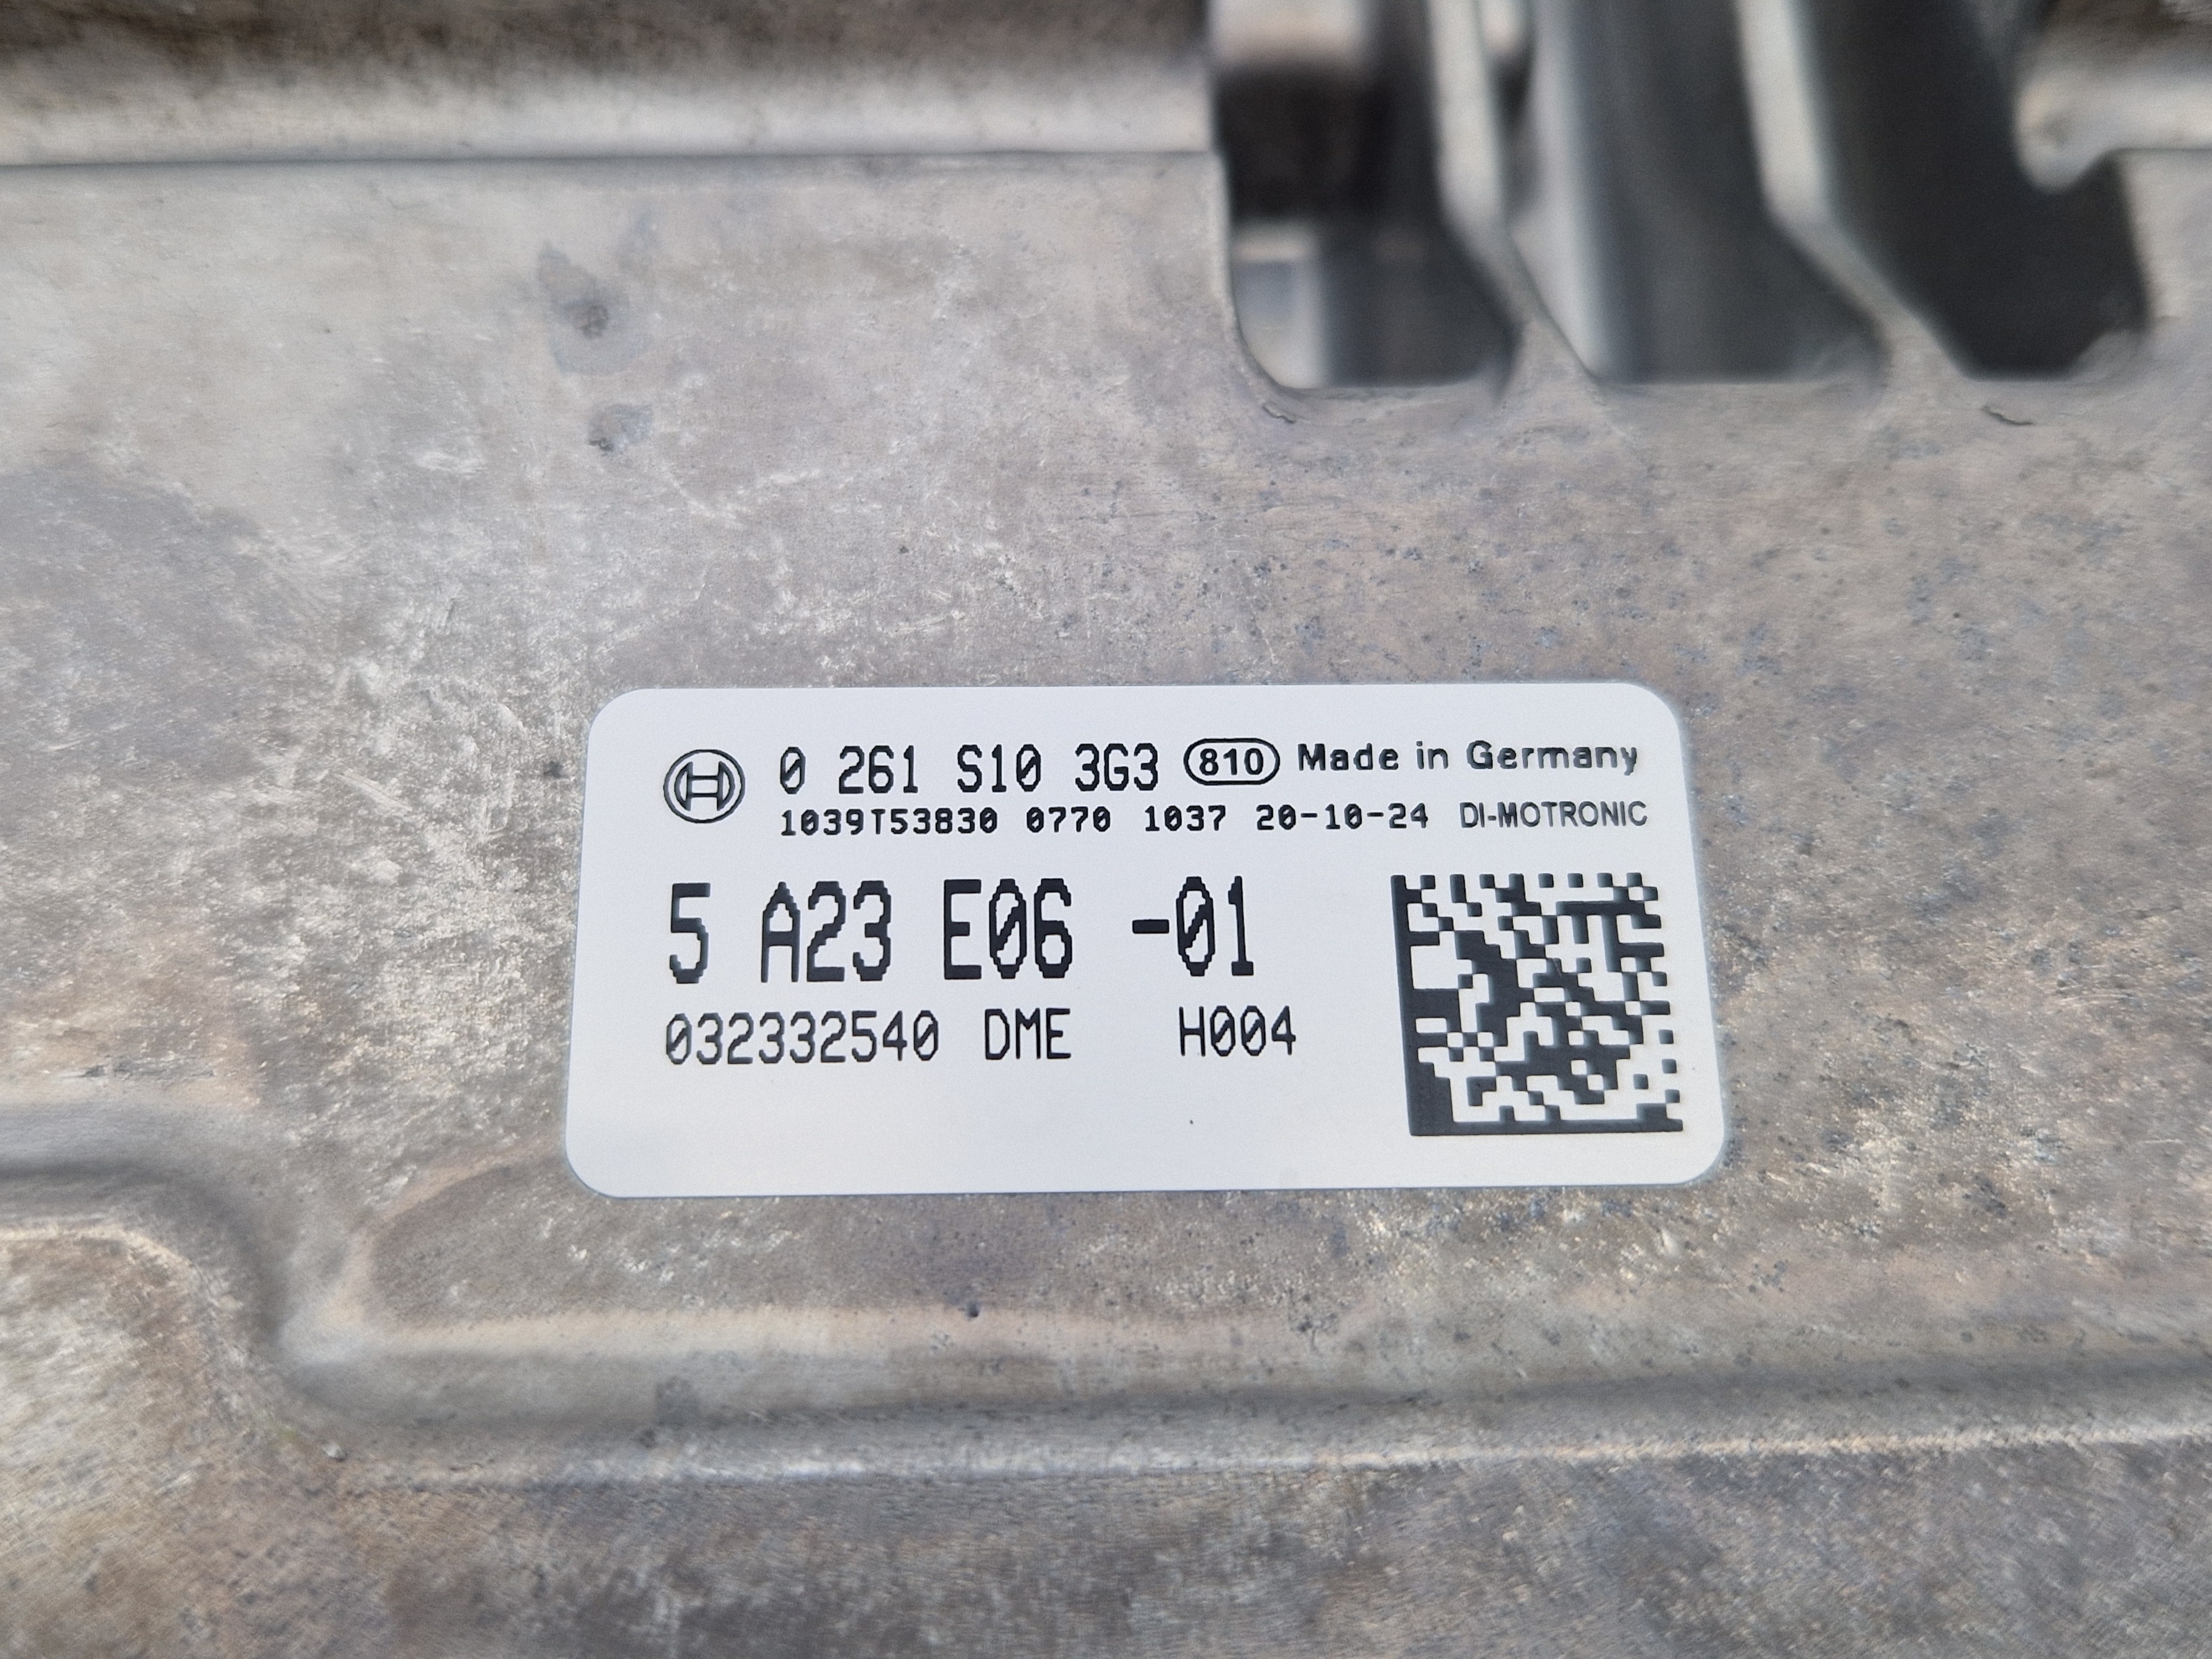 0 261 S10 3G3 810 Made in Germany
1039T53830 0770 1037 20-10-24 DI-MOTRONIC
5 A23 E06 -01
032332540 DME H004